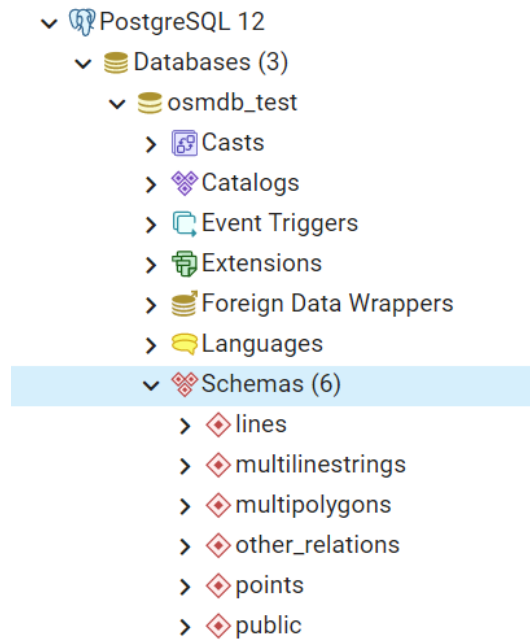 PostgreSQL 12
Databases (3)
osmdb_test
Casts
Catalogs
Event Triggers
Extensions
Foreign Data Wrappers
Languages
Schemas (6)
lines
multilinestrings
multipolygons
other_relations
points
public